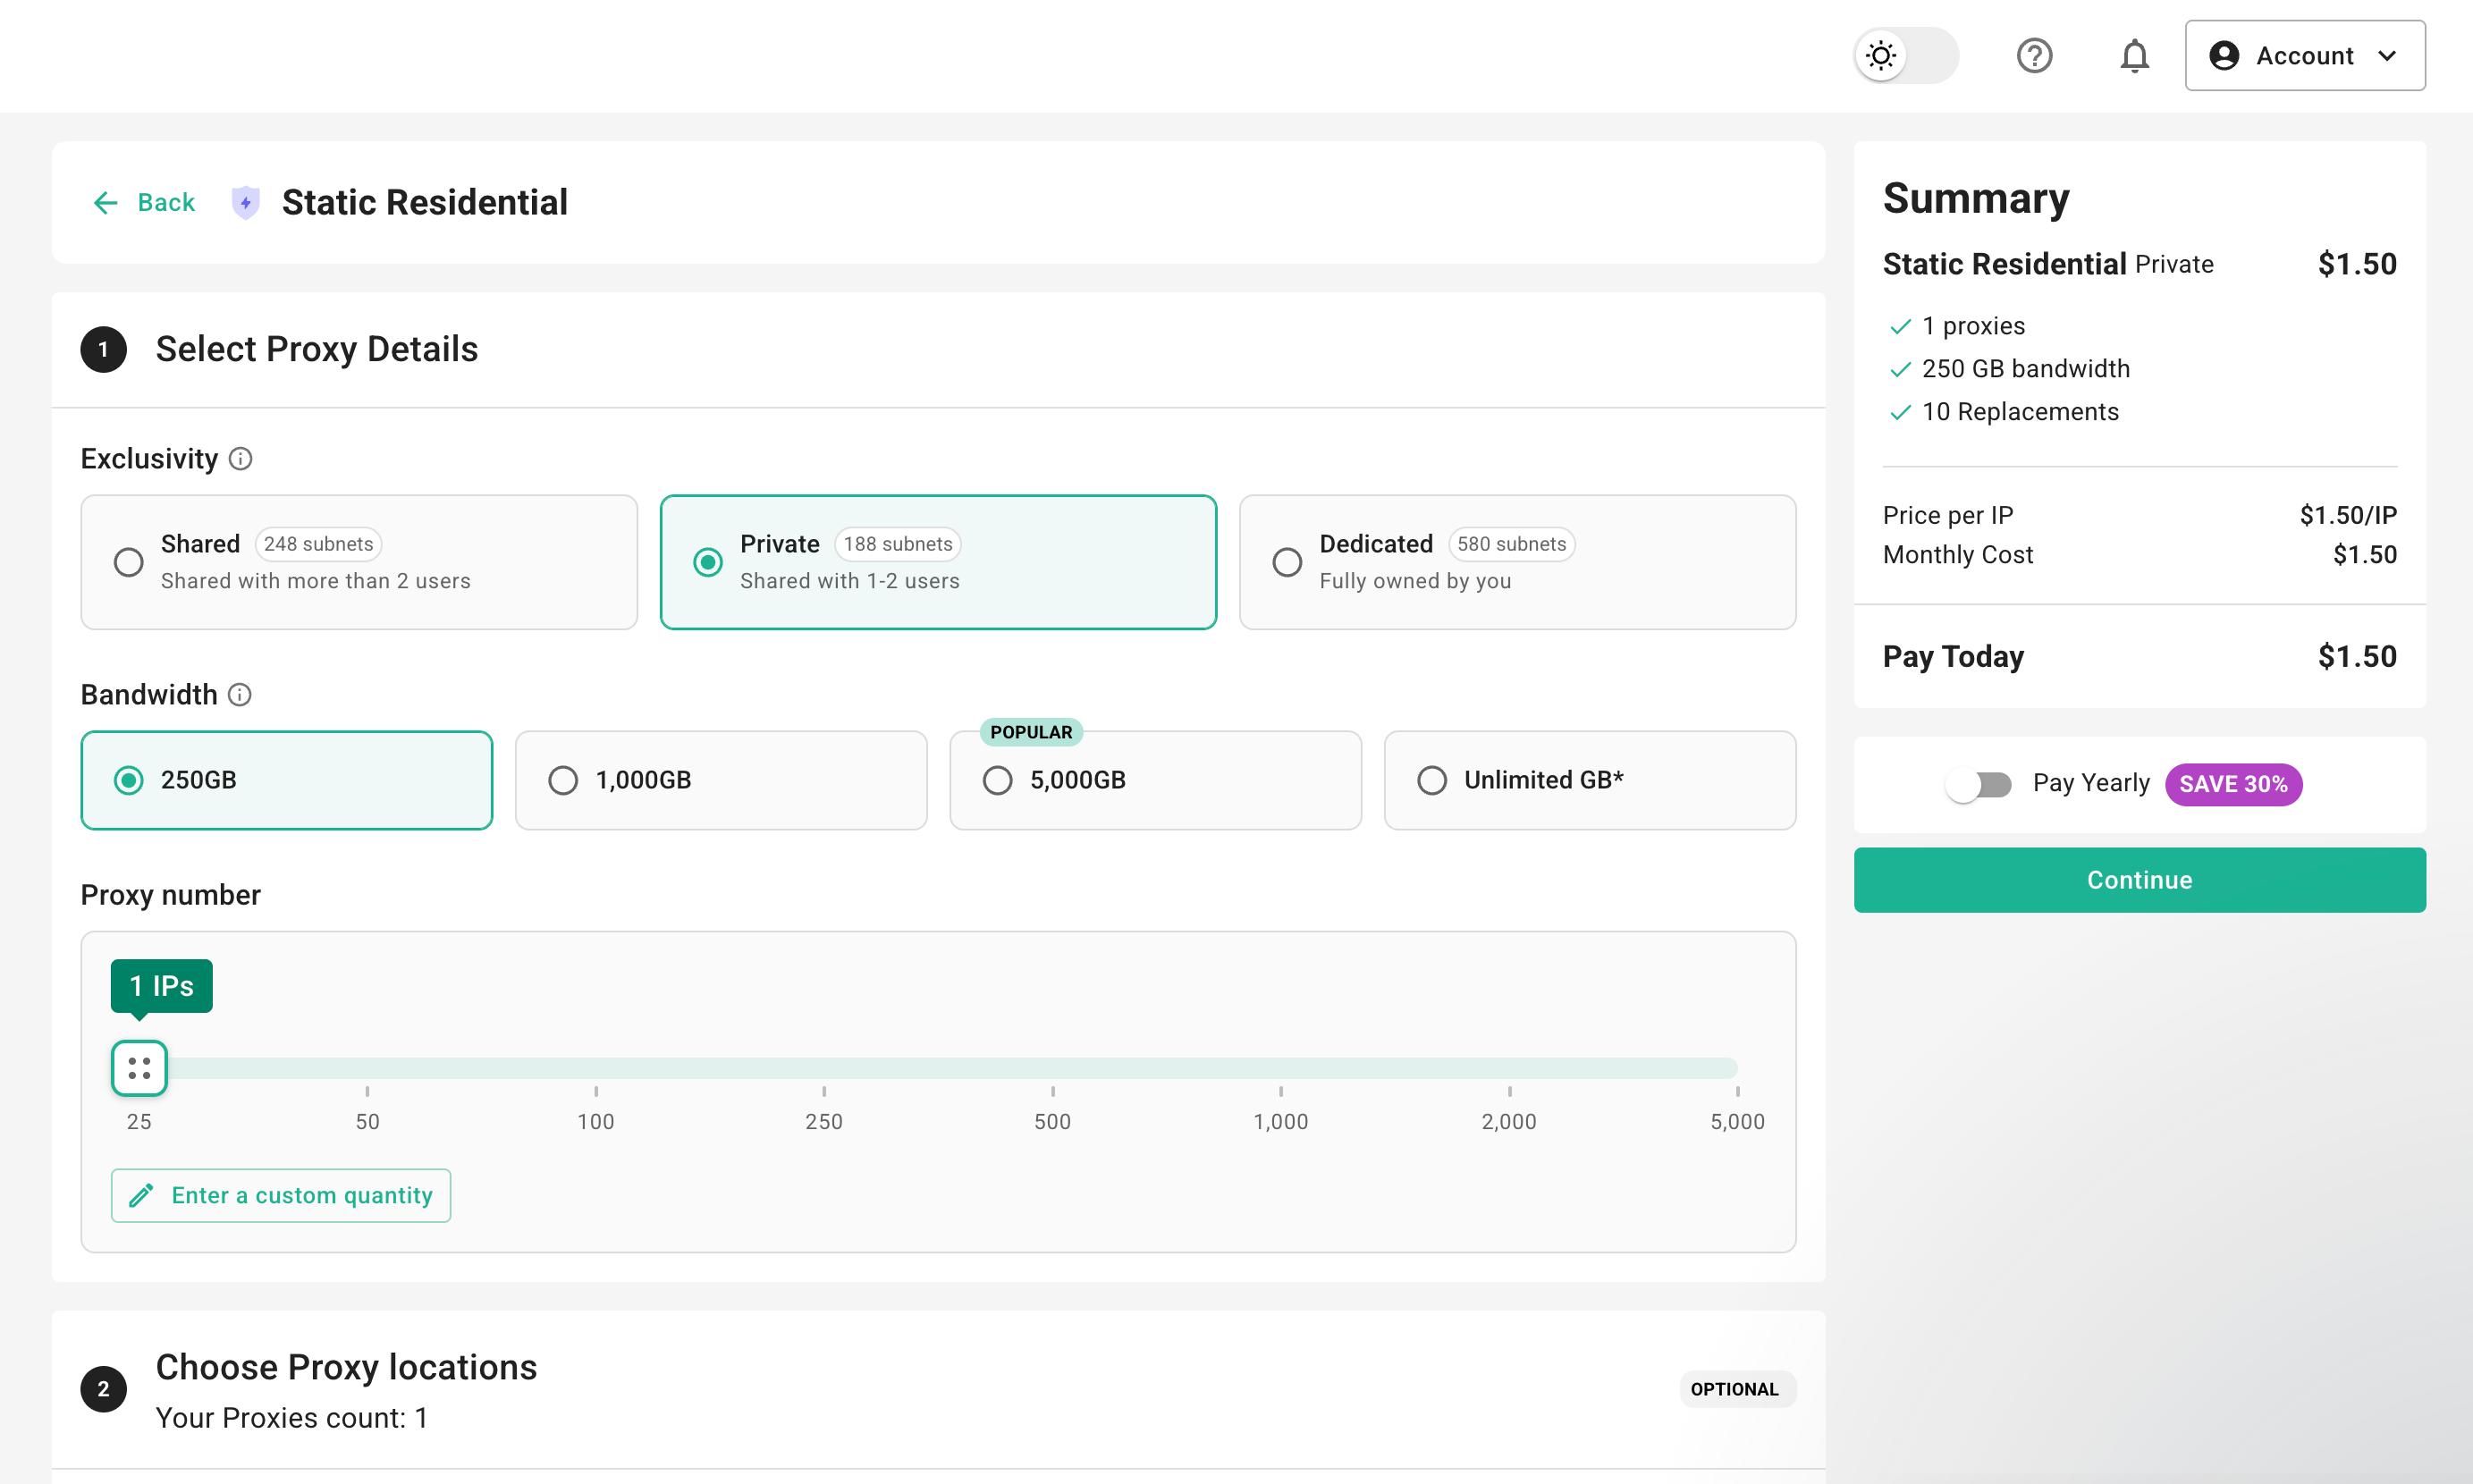 Account
Back
Static Residential
1
Select Proxy Details
Exclusivity
Shared
248 subnets
Shared with more than 2 users
Private
188 subnets
Shared with 1-2 users
Dedicated
580 subnets
Fully owned by you
Bandwidth
250GB
1,000GB
POPULAR
5,000GB
Unlimited GB*
Proxy number
1 IPs
25
50
100
250
500
1,000
2,000
5,000
Enter a custom quantity
2
Choose Proxy locations
Your Proxies count: 1
OPTIONAL
Summary
Static Residential Private $1.50
1 proxies
250 GB bandwidth
10 Replacements
Price per IP $1.50/IP
Monthly Cost $1.50
Pay Today $1.50
Pay Yearly SAVE 30%
Continue